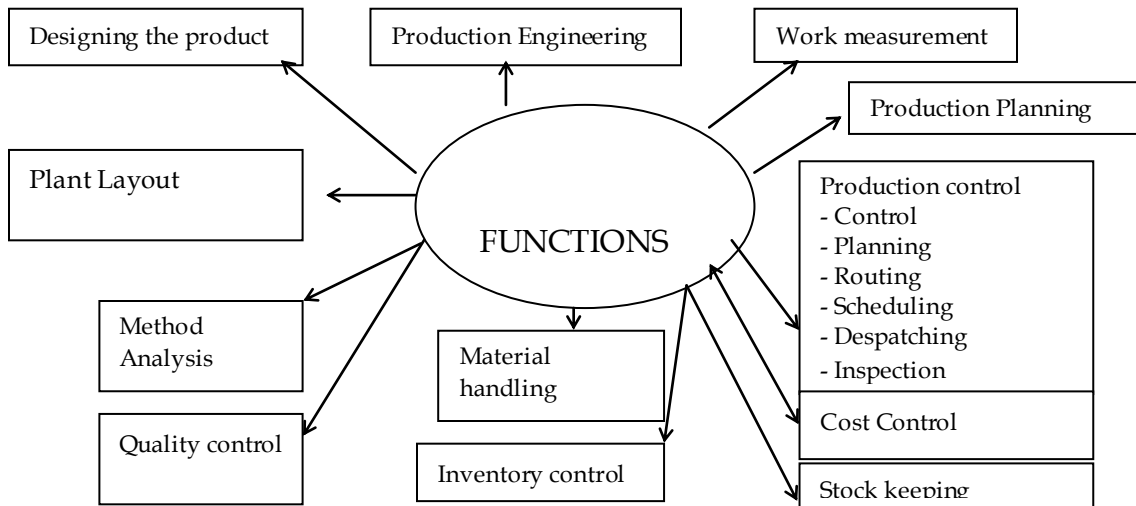 Designing the product
Production Engineering
Work measurement
Production Planning
Plant Layout
FUNCTIONS
Production control
- Control
- Planning
- Routing
- Scheduling
- Despatching
- Inspection
Method
Analysis
Material
handling
Cost Control
Quality control
Inventory control
Stock keeping